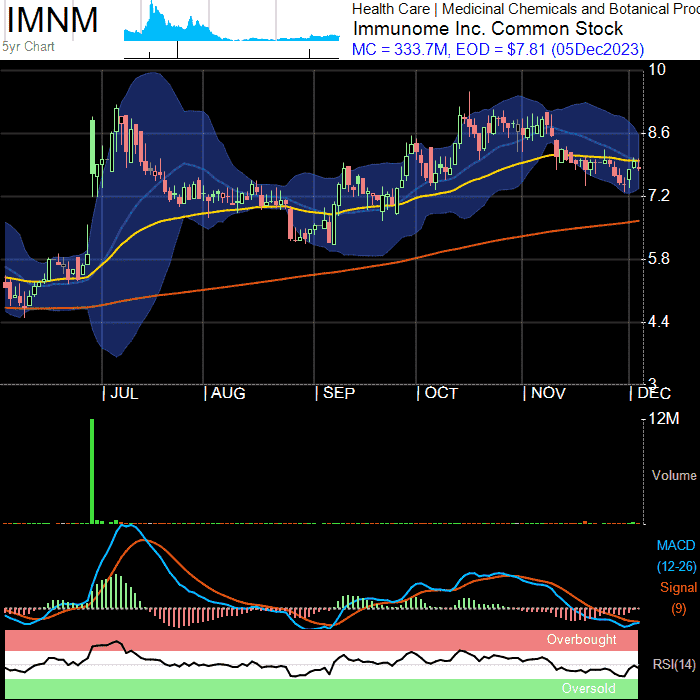 IMNM
5yr Chart
Health Care | Medicinal Chemicals and Botanical Proc
Immunome Inc. Common Stock
MC = 333.7M, EOD = $7.81 (05Dec2023)
10
8.6
7.2
5.8
4.4
3
JUL AUG SEP OCT NOV DEC
12M
Volume
MACD
(12-26)
Signal
(9)
Overbought
RSI(14)
Oversold